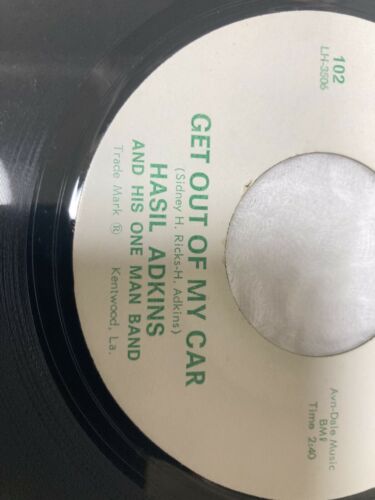 102
LH-3506
Avn-Dale Music
BMI
Time 2:40
GET OUT OF MY CAR
(Sidney H. Ricks-H. Adkins)
HASIL ADKINS
AND HIS ONE MAN BAND
Trade Mark ® Kentwood, La.